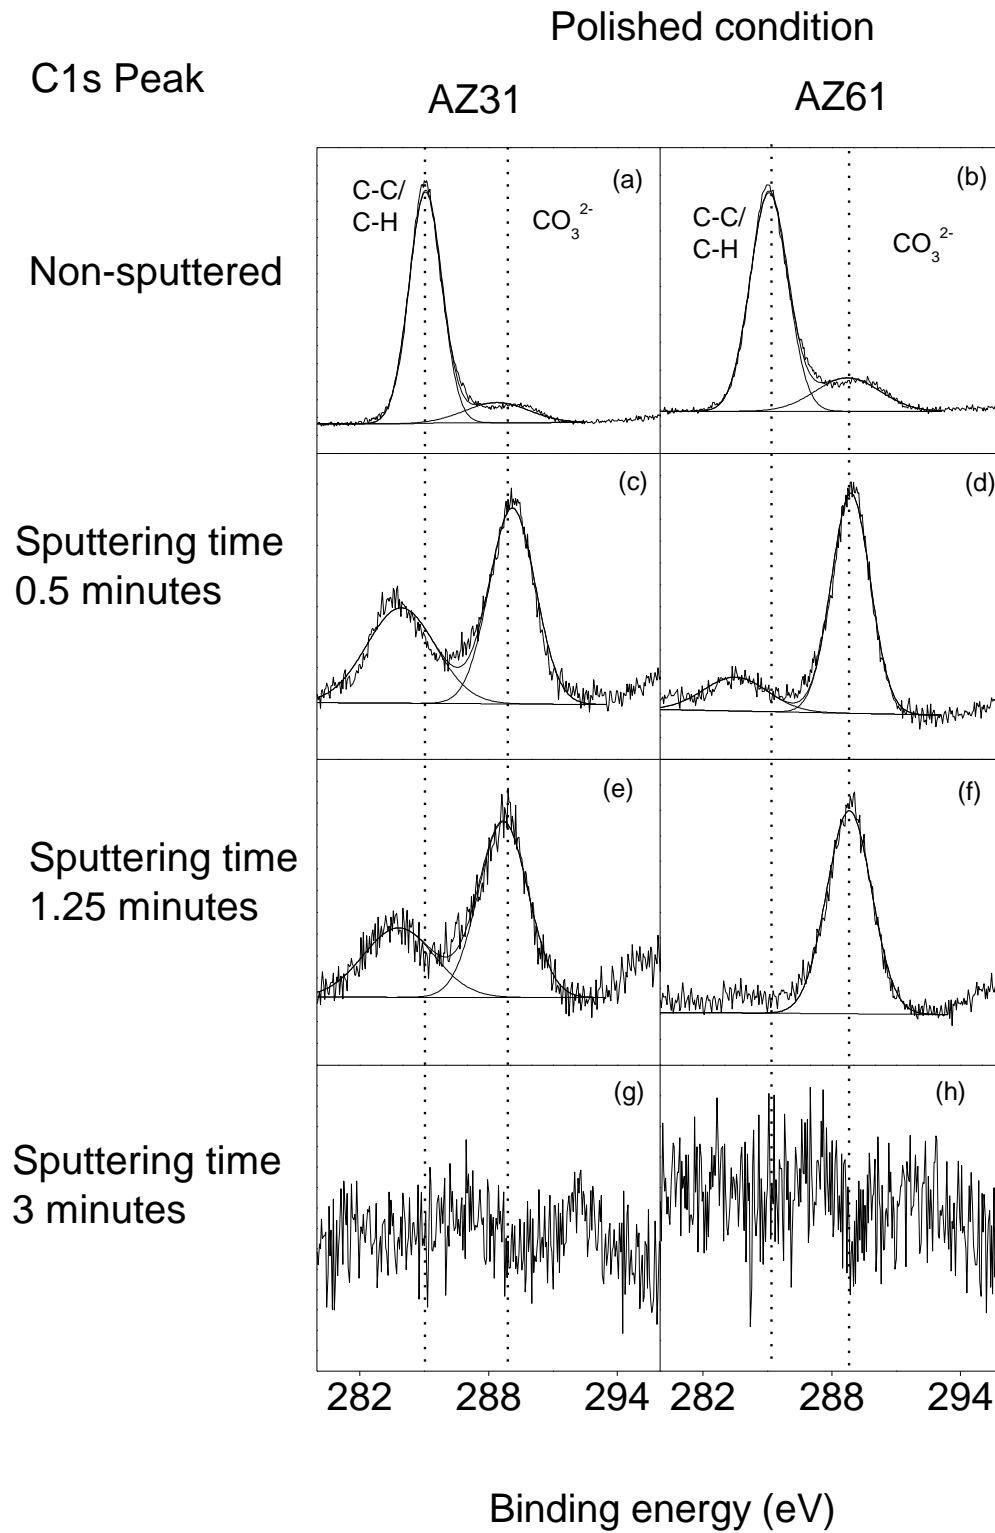 Polished condition
C1s Peak
AZ31
AZ61
Non-sputtered
C-C/
C-H
CO₃²⁻
(a)
C-C/
C-H
CO₃²⁻
(b)
Sputtering time
0.5 minutes
(c)
(d)
Sputtering time
1.25 minutes
(e)
(f)
Sputtering time
3 minutes
(g)
(h)
282 288 294 282 288 294
Binding energy (eV)